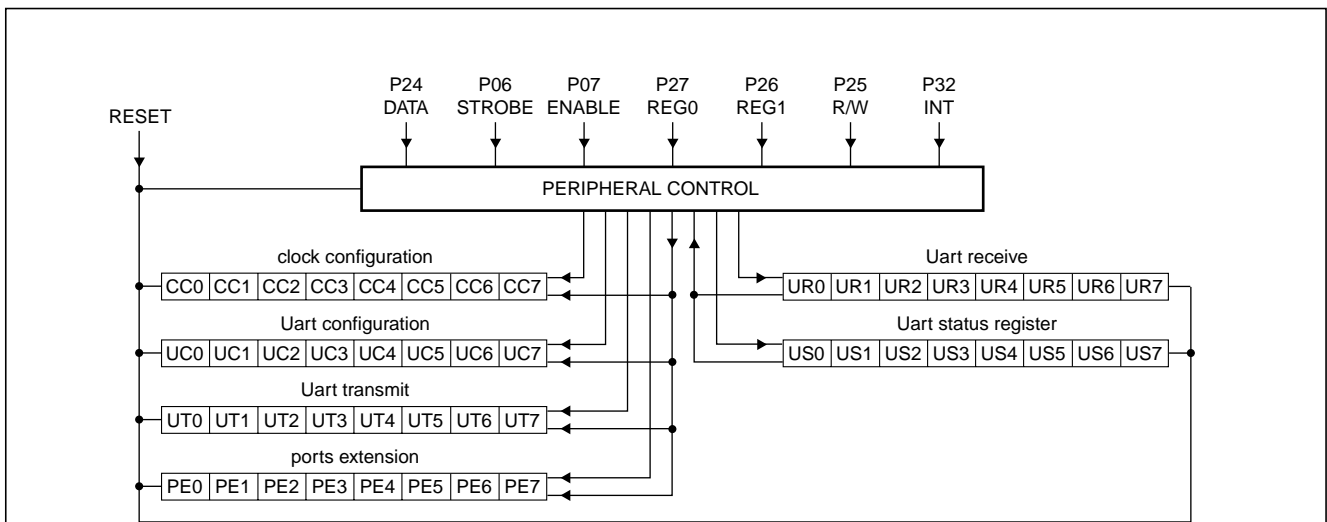 P24 P06 P07 P27 P26 P25 P32
DATA STROBE ENABLE REG0 REG1 R/W INT
RESET
PERIPHERAL CONTROL
clock configuration
CC0 CC1 CC2 CC3 CC4 CC5 CC6 CC7
Uart receive
UR0 UR1 UR2 UR3 UR4 UR5 UR6 UR7
Uart configuration
UC0 UC1 UC2 UC3 UC4 UC5 UC6 UC7
Uart status register
US0 US1 US2 US3 US4 US5 US6 US7
Uart transmit
UT0 UT1 UT2 UT3 UT4 UT5 UT6 UT7
ports extension
PE0 PE1 PE2 PE3 PE4 PE5 PE6 PE7